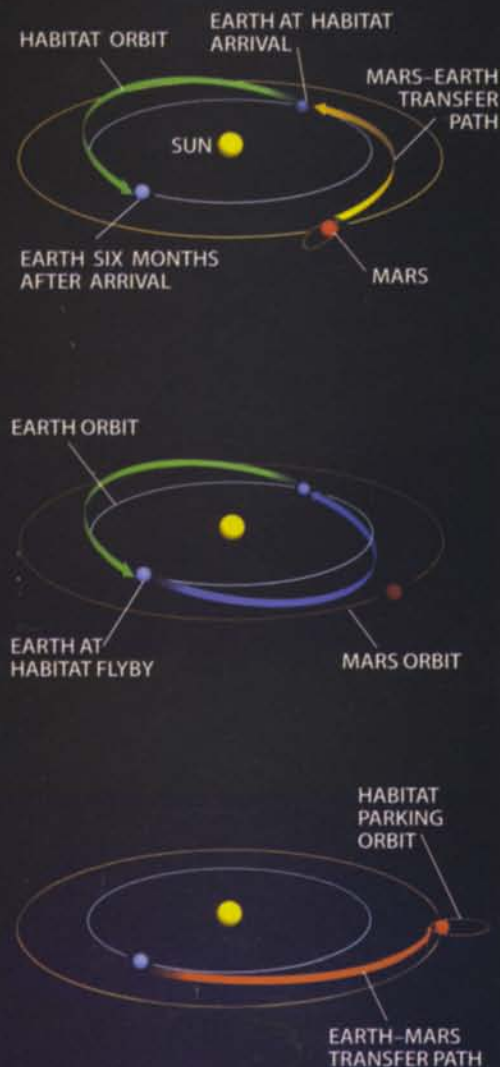 HABITAT ORBIT
EARTH AT HABITAT
ARRIVAL
MARS–EARTH
TRANSFER
PATH
SUN
EARTH SIX MONTHS
AFTER ARRIVAL
MARS
EARTH ORBIT
EARTH AT
HABITAT FLYBY
MARS ORBIT
HABITAT
PARKING
ORBIT
EARTH–MARS
TRANSFER PATH